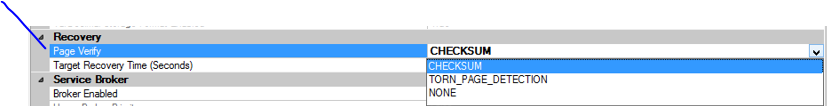 Recovery
Page Verify CHECKSUM
Target Recovery Time (Seconds) CHECKSUM
Service Broker TORN_PAGE_DETECTION
Broker Enabled NONE